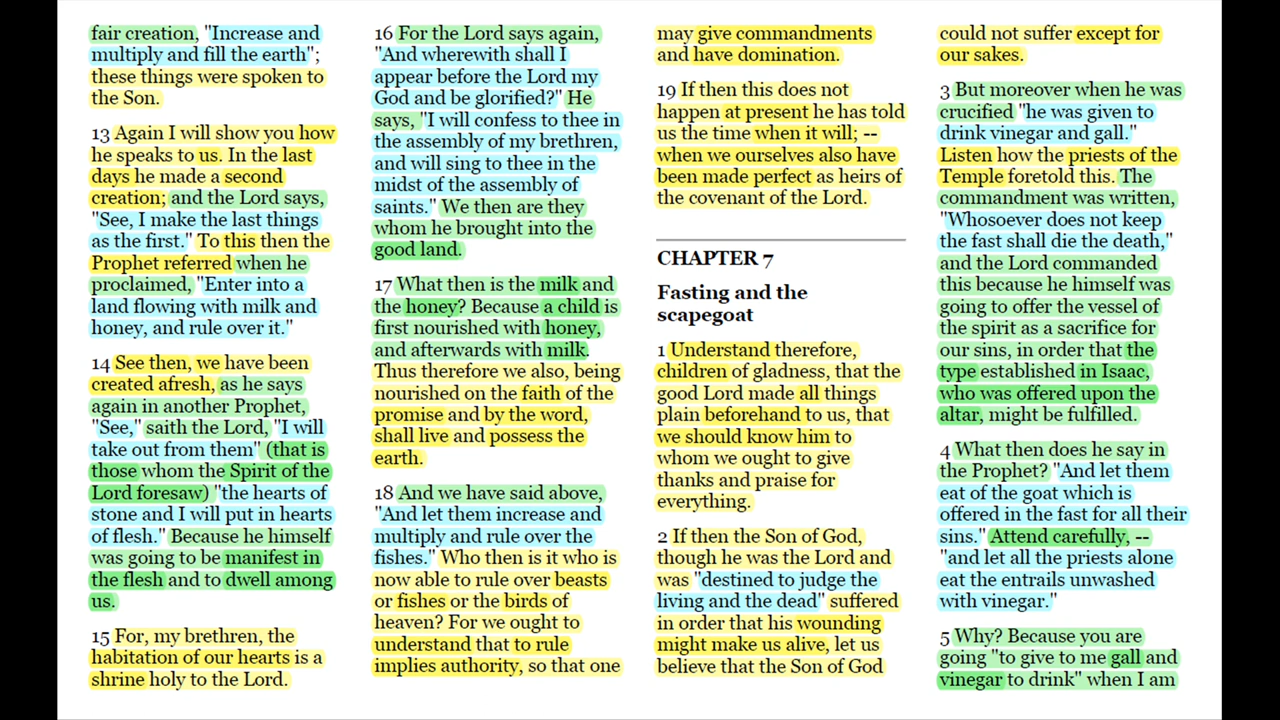 fair creation, "Increase and
multiply and fill the earth";
these things were spoken to
the Son.
13 Again I will show you how
he speaks to us. In the last
days he made a second
creation; and the Lord says,
"See, I make the last things
as the first." To this then the
Prophet referred when he
proclaimed, "Enter into a
land flowing with milk and
honey, and rule over it."
14 See then, we have been
created afresh, as he says
again in another Prophet,
"See," saith the Lord, "I will
take out from them" (that is
those whom the Spirit of the
Lord foresaw) "the hearts of
stone and I will put in hearts
of flesh." Because he himself
was going to be manifest in
the flesh and to dwell among
us.
15 For, my brethren, the
habitation of our hearts is a
shrine holy to the Lord.
16 For the Lord says again,
"And wherewith shall I
appear before the Lord my
God and be glorified?" He
says, "I will confess to thee in
the assembly of my brethren,
and will sing to thee in the
midst of the assembly of
saints." We then are they
whom he brought into the
good land.
17 What then is the milk and
the honey? Because a child is
first nourished with honey,
and afterwards with milk.
Thus therefore we also, being
nourished on the faith of the
promise and by the word,
shall live and possess the
earth.
18 And we have said above,
"And let them increase and
multiply and rule over the
fishes." Who then is it who is
now able to rule over beasts
or fishes or the birds of
heaven? For we ought to
understand that to rule
implies authority, so that one
may give commandments
and have domination.
19 If then this does not
happen at present he has told
us the time when it will; --
when we ourselves also have
been made perfect as heirs of
the covenant of the Lord.
CHAPTER 7
Fasting and the
scapegoat
1 Understand therefore,
children of gladness, that the
good Lord made all things
plain beforehand to us, that
we should know him to
whom we ought to give
thanks and praise for
everything.
2 If then the Son of God,
though he was the Lord and
was "destined to judge the
living and the dead" suffered
in order that his wounding
might make us alive, let us
believe that the Son of God
could not suffer except for
our sakes.
3 But moreover when he was
crucified "he was given to
drink vinegar and gall."
Listen how the priests of the
Temple foretold this. The
commandment was written,
"Whosoever does not keep
the fast shall die the death,"
and the Lord commanded
this because he himself was
going to offer the vessel of
the spirit as a sacrifice for
our sins, in order that the
type established in Isaac,
who was offered upon the
altar, might be fulfilled.
4 What then does he say in
the Prophet? "And let them
eat of the goat which is
offered in the fast for all their
sins." Attend carefully, --
"and let all the priests alone
eat the entrails unwashed
with vinegar."
5 Why? Because you are
going "to give to me gall and
vinegar to drink" when I am